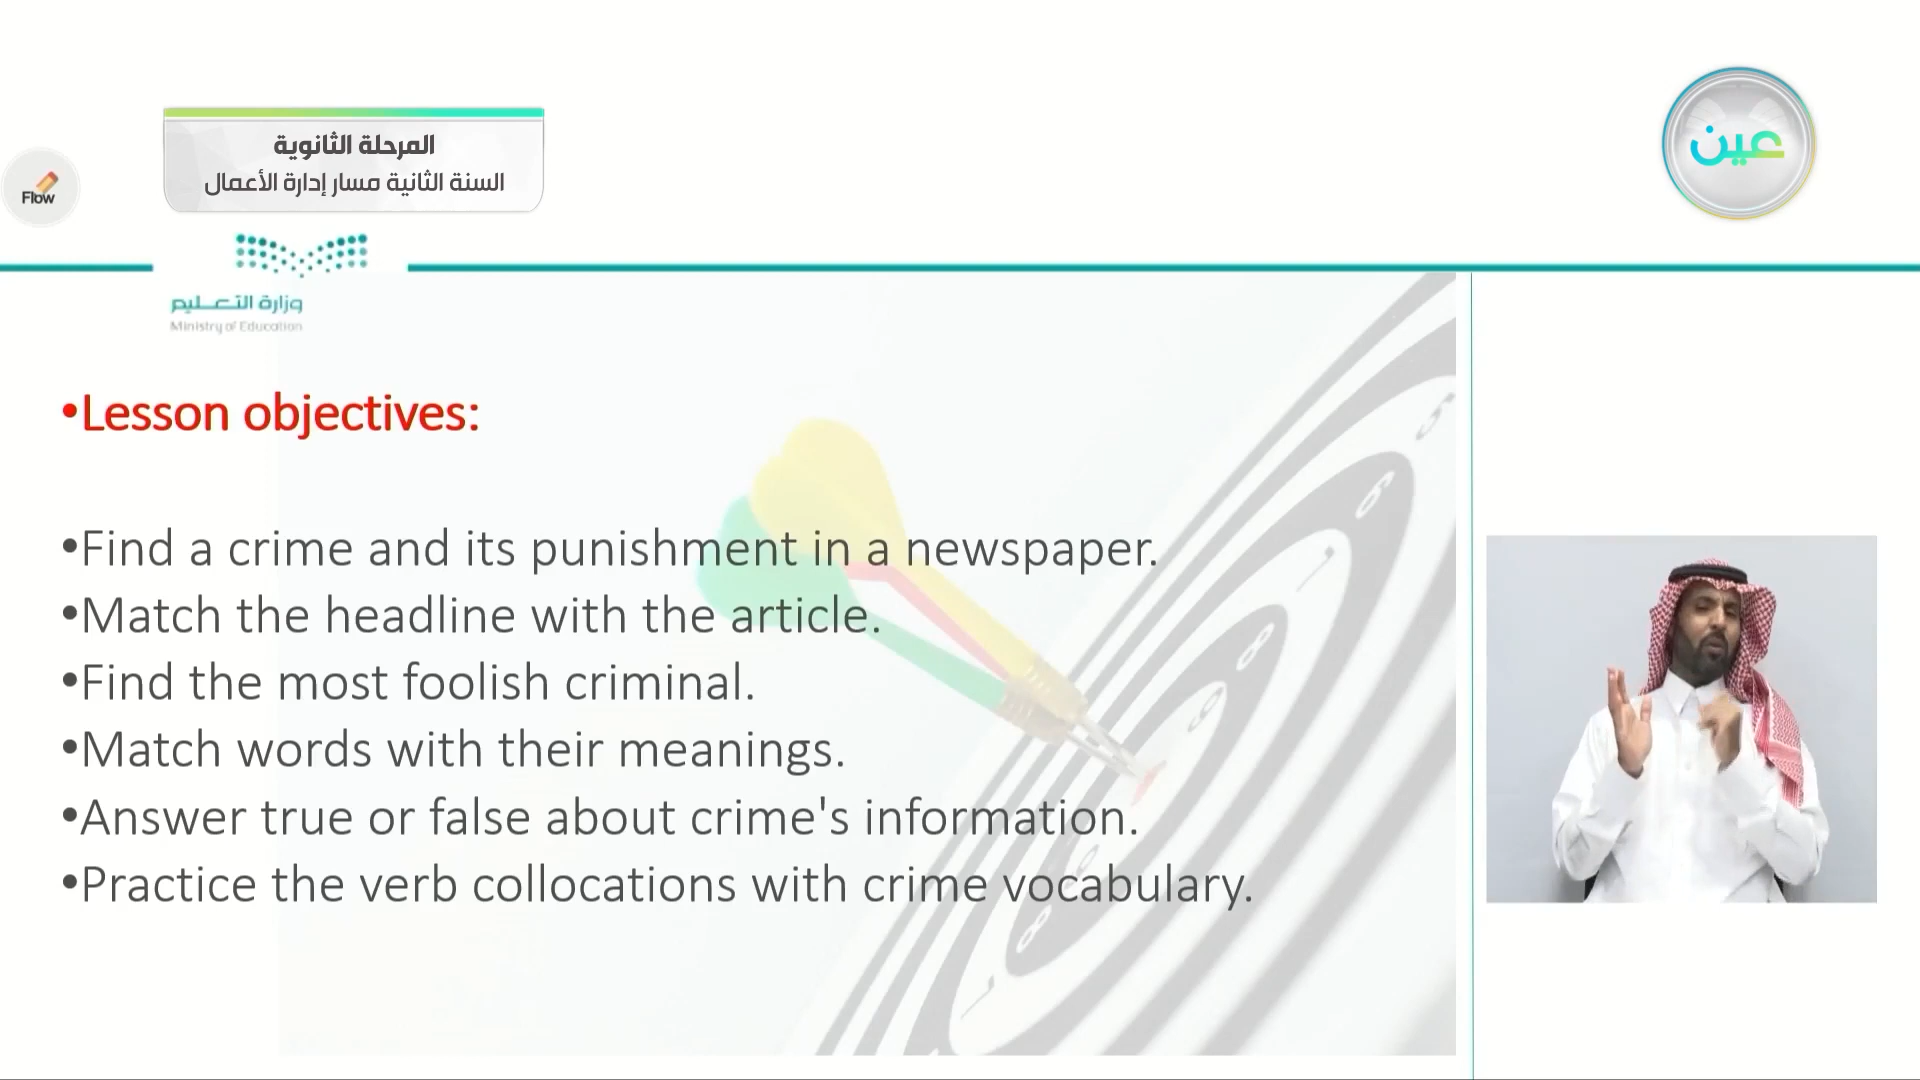 المرحلة الثانوية
السنة الثانية مسار إدارة الأعمال
عين
Flow
وزارة التعليم
Ministry of Education
•Lesson objectives:
•Find a crime and its punishment in a newspaper.
•Match the headline with the article.
•Find the most foolish criminal.
•Match words with their meanings.
•Answer true or false about crime's information.
•Practice the verb collocations with crime vocabulary.